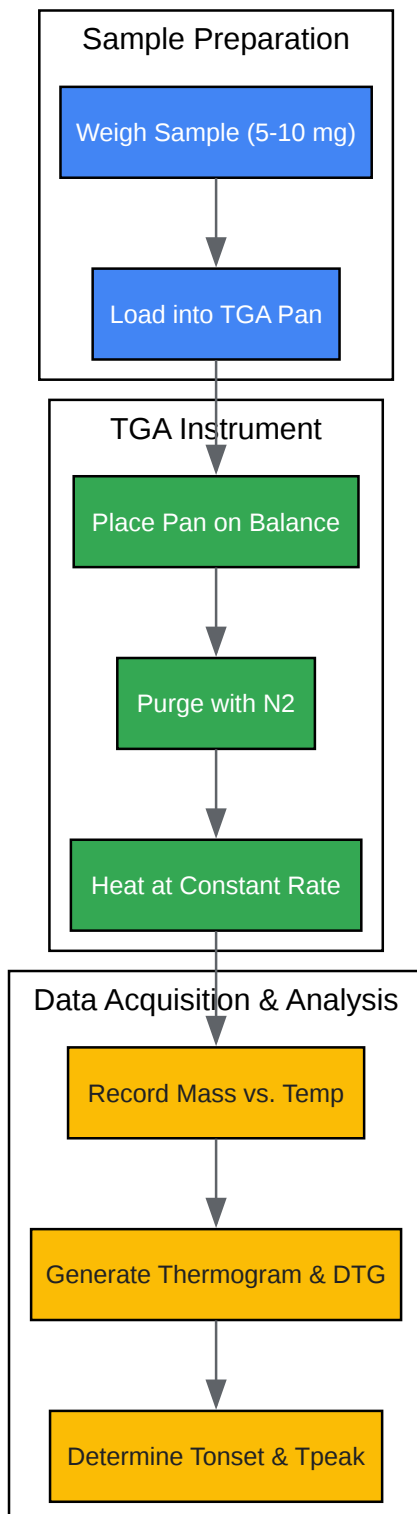 Sample Preparation
Weigh Sample (5-10 mg)
Load into TGA Pan
TGA Instrument
Place Pan on Balance
Purge with N2
Heat at Constant Rate
Data Acquisition & Analysis
Record Mass vs. Temp
Generate Thermogram & DTG
Determine Tonset & Tpeak